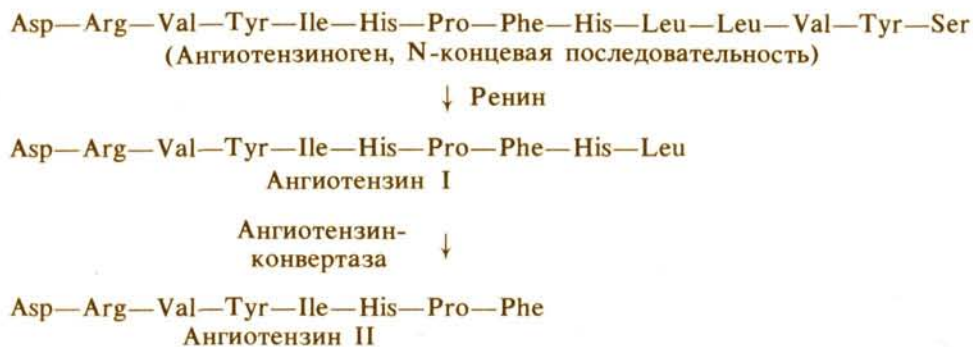 Asp—Arg—Val—Tyr—Ile—His—Pro—Phe—His—Leu—Leu—Val—Tyr—Ser
(Ангиотензиноген, N-концевая последовательность)
↓ Ренин
Asp—Arg—Val—Tyr—Ile—His—Pro—Phe—His—Leu
Ангиотензин I
Ангиотензин-
конвертаза ↓
Asp—Arg—Val—Tyr—Ile—His—Pro—Phe
Ангиотензин II